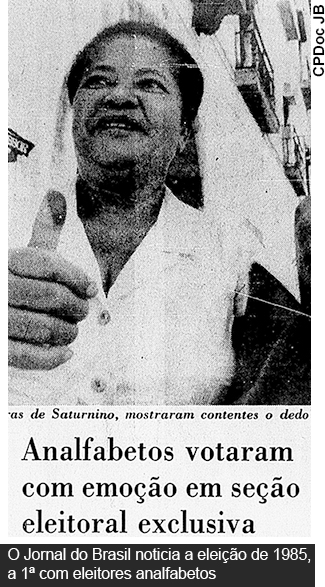 CPDoc JB
ras de Saturnino, mostraram contentes o dedo
Analfabetos votaram
com emoção em seção
eleitoral exclusiva
O Jornal do Brasil noticia a eleição de 1985,
a 1ª com eleitores analfabetos